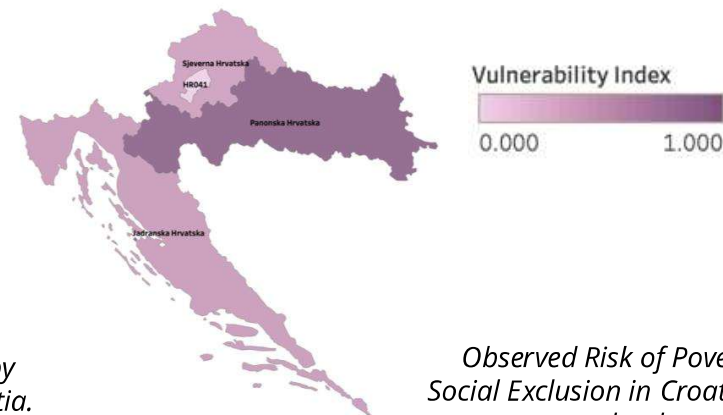 Sjeverna Hrvatska
HR041
Panonska Hrvatska
Jadranska Hrvatska
Vulnerability Index
0.000
1.000
tia.
Observed Risk of Pove
Social Exclusion in Croat